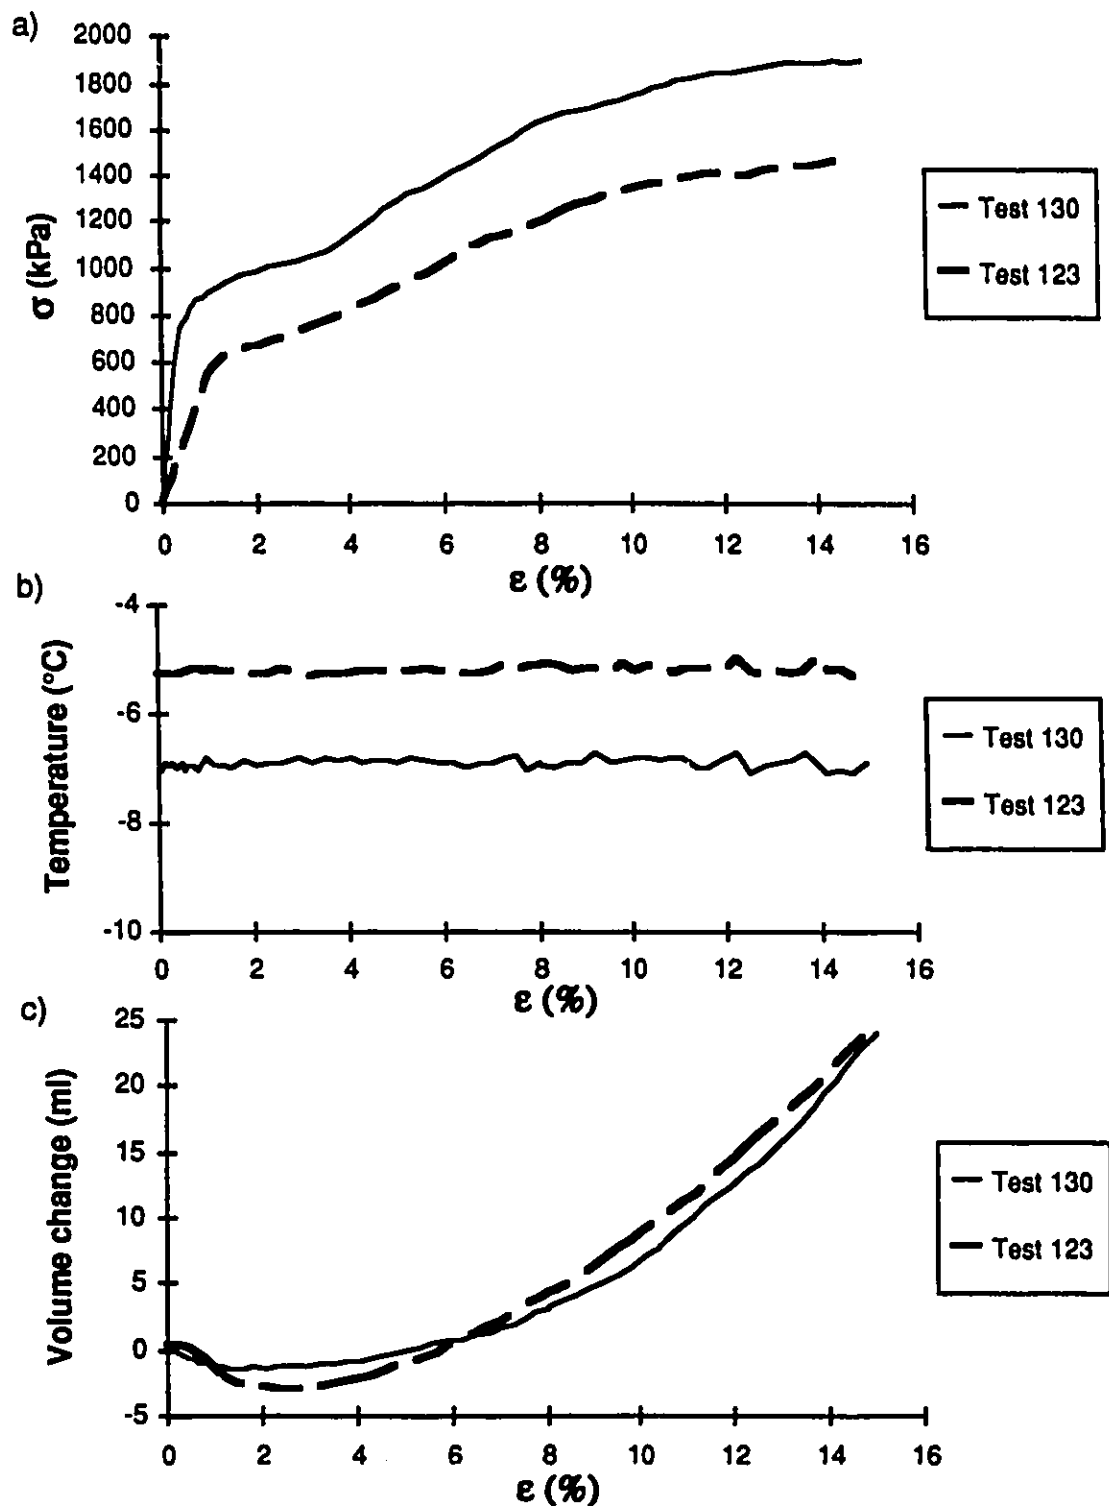 a)
2000
1800
1600
1400
1200
1000
800
600
400
200
0
σ (kPa)
0 2 4 6 8 10 12 14 16
ε (%)
Test 130
Test 123
b)
-4
-6
-8
-10
Temperature (°C)
0 2 4 6 8 10 12 14 16
ε (%)
Test 130
Test 123
c)
25
20
15
10
5
0
-5
Volume change (ml)
0 2 4 6 8 10 12 14 16
ε (%)
Test 130
Test 123